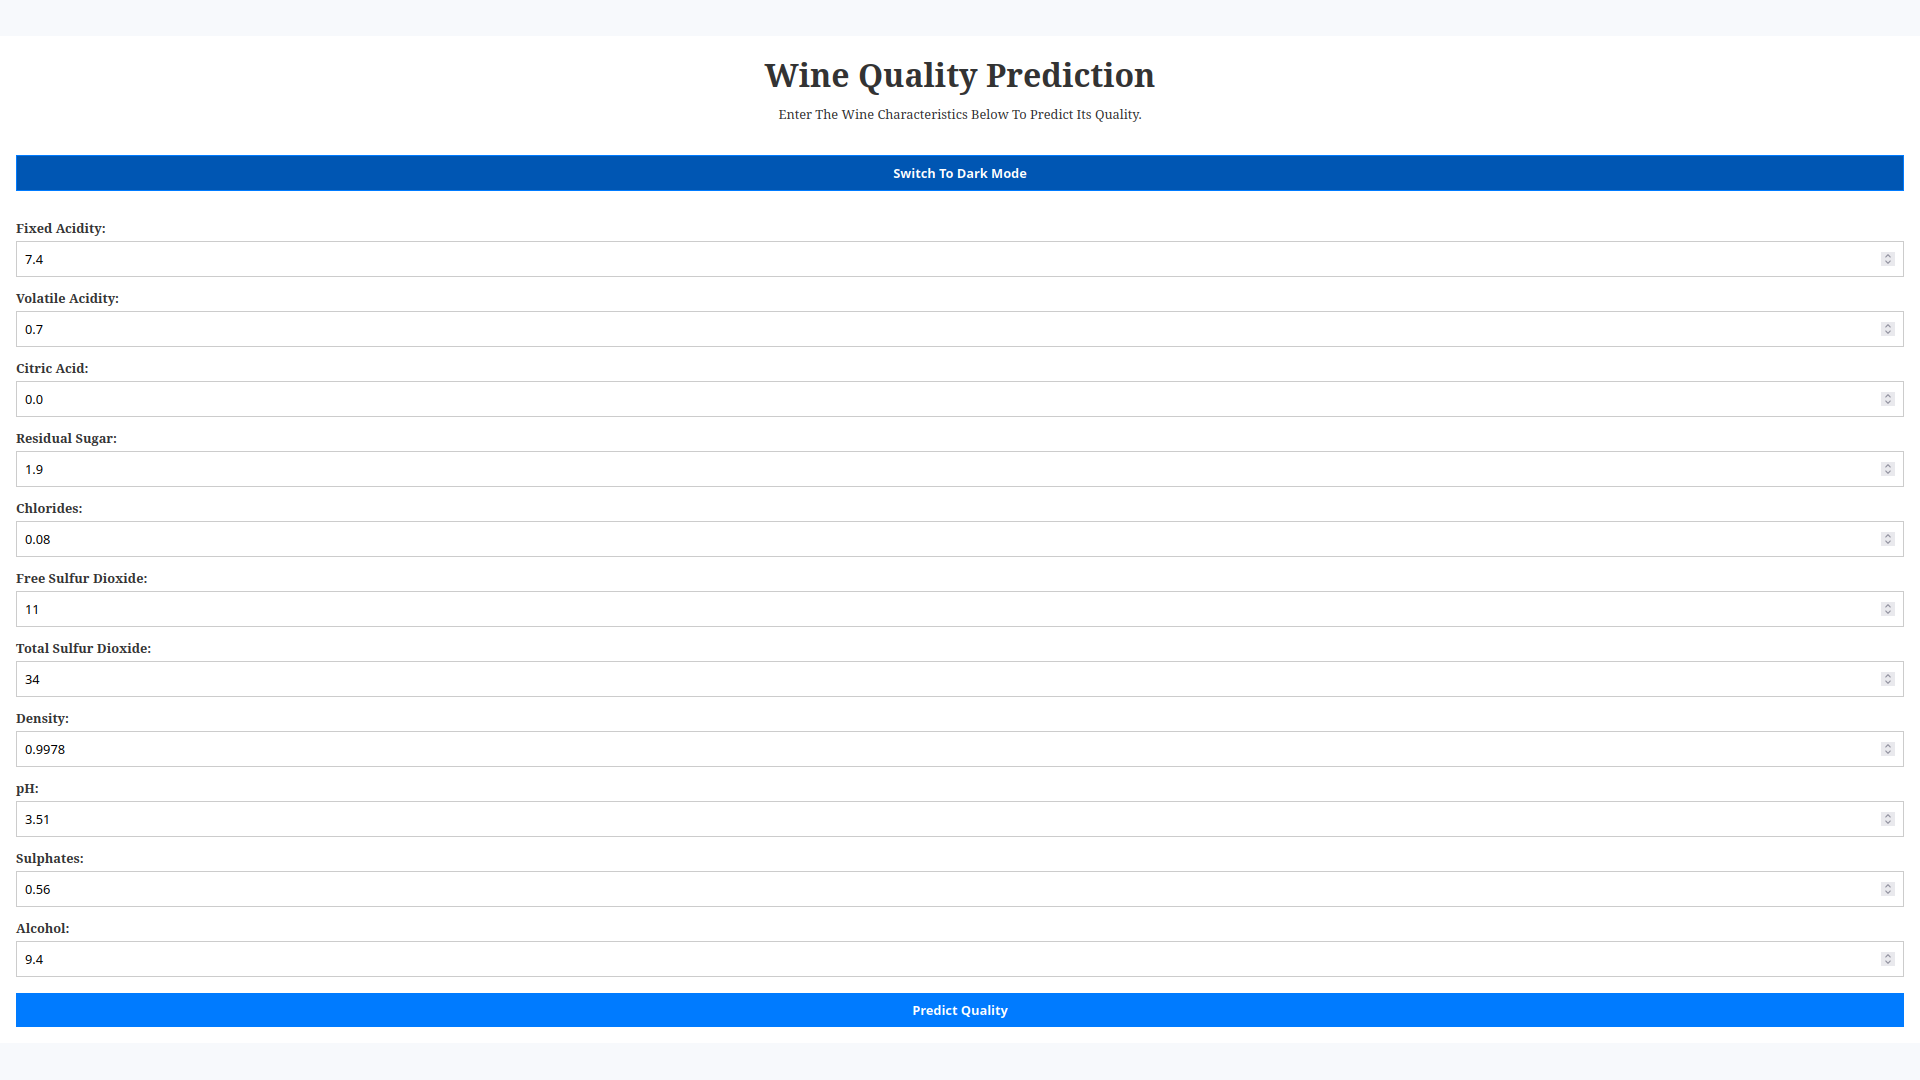 Wine Quality Prediction
Enter The Wine Characteristics Below To Predict Its Quality.
Switch To Dark Mode
Fixed Acidity:
7.4
Volatile Acidity:
0.7
Citric Acid:
0.0
Residual Sugar:
1.9
Chlorides:
0.08
Free Sulfur Dioxide:
11
Total Sulfur Dioxide:
34
Density:
0.9978
pH:
3.51
Sulphates:
0.56
Alcohol:
9.4
Predict Quality